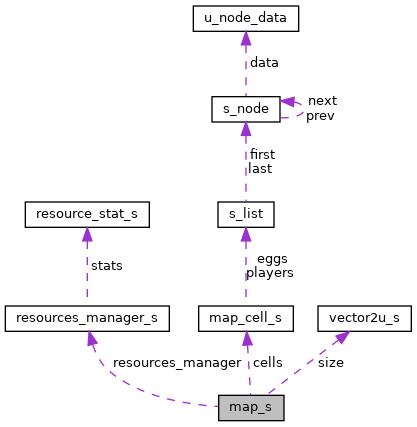 u_node_data
data
s_node
next
prev
first
last
resource_stat_s
s_list
stats
eggs
players
resources_manager_s
map_cell_s
vector2u_s
resources_manager
cells
size
map_s